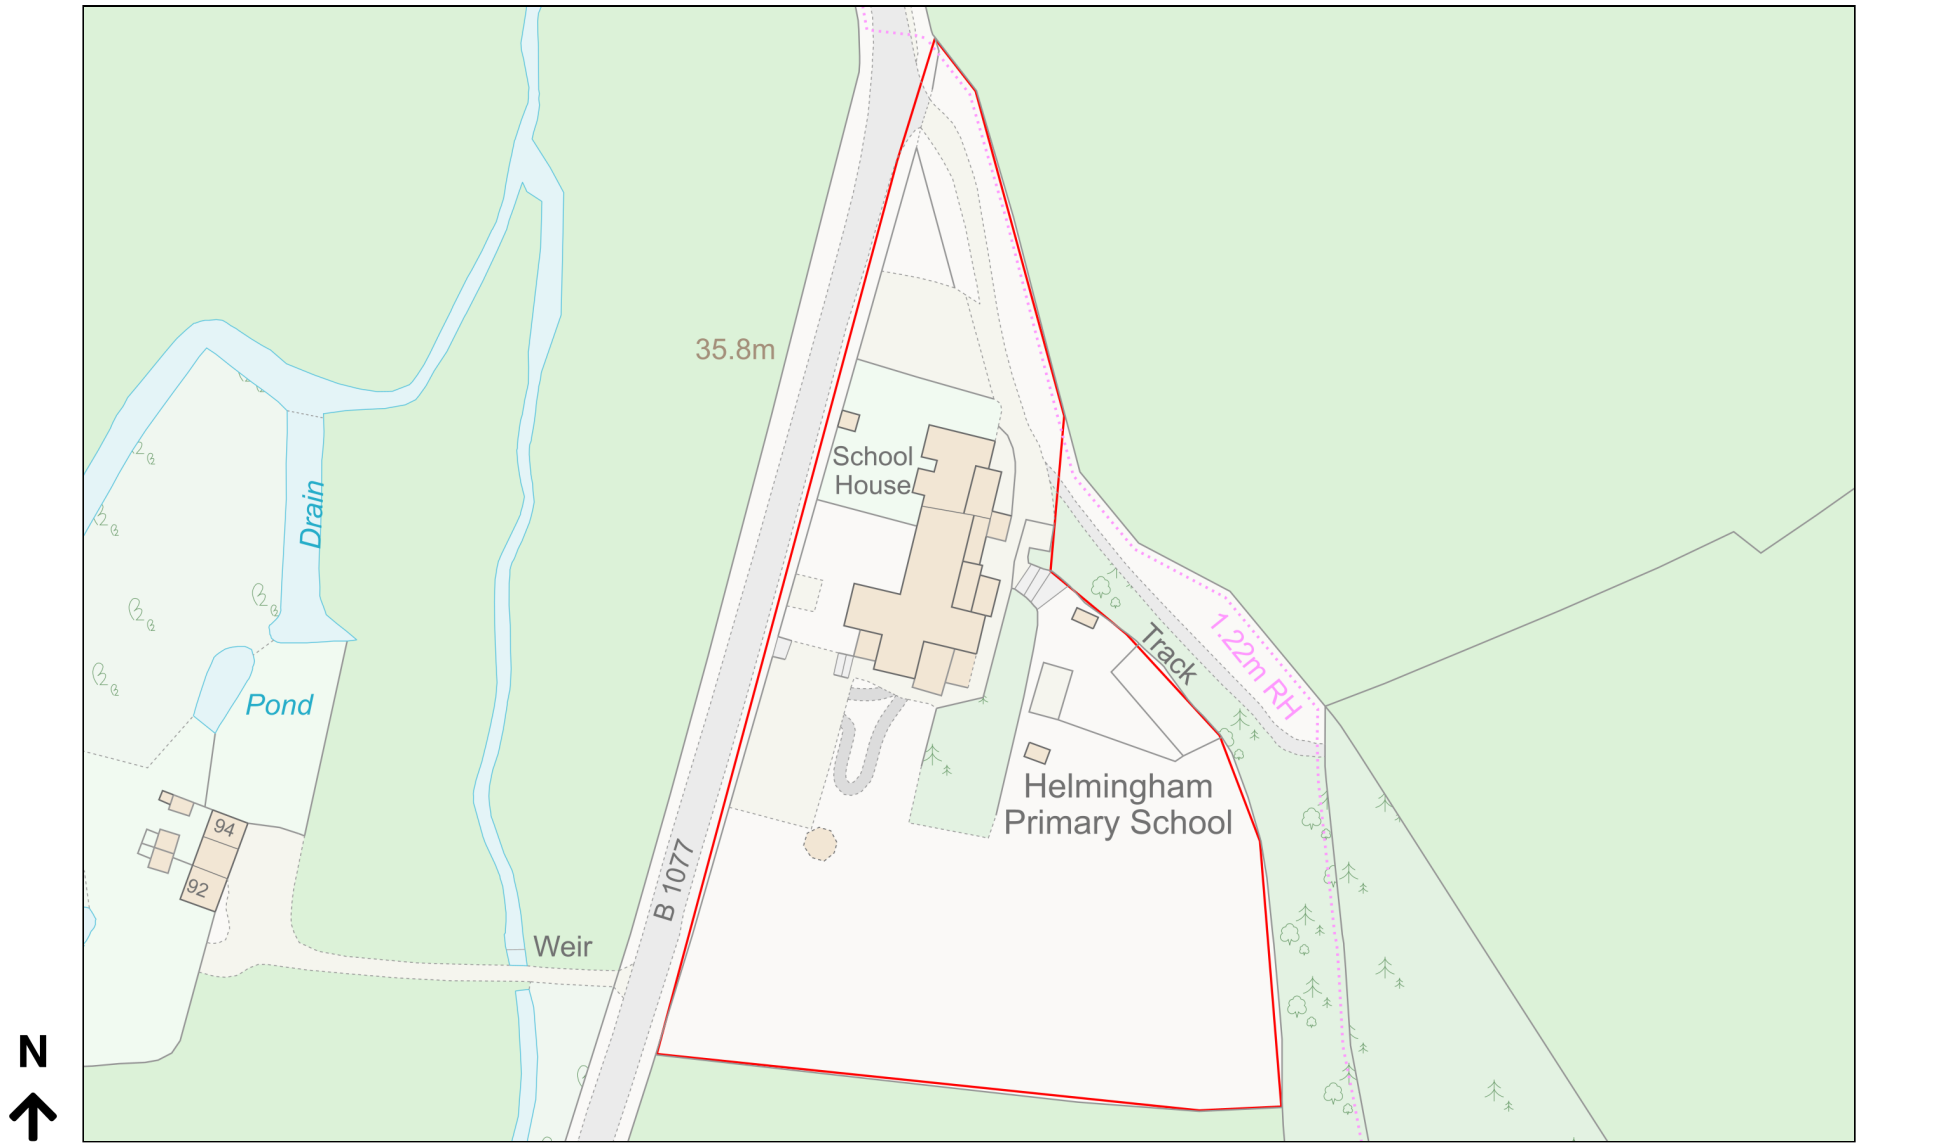 35.8m
School
House
Drain
Track
1.22m RH
Pond
Helmingham
Primary School
94
92
B 1077
Weir
N